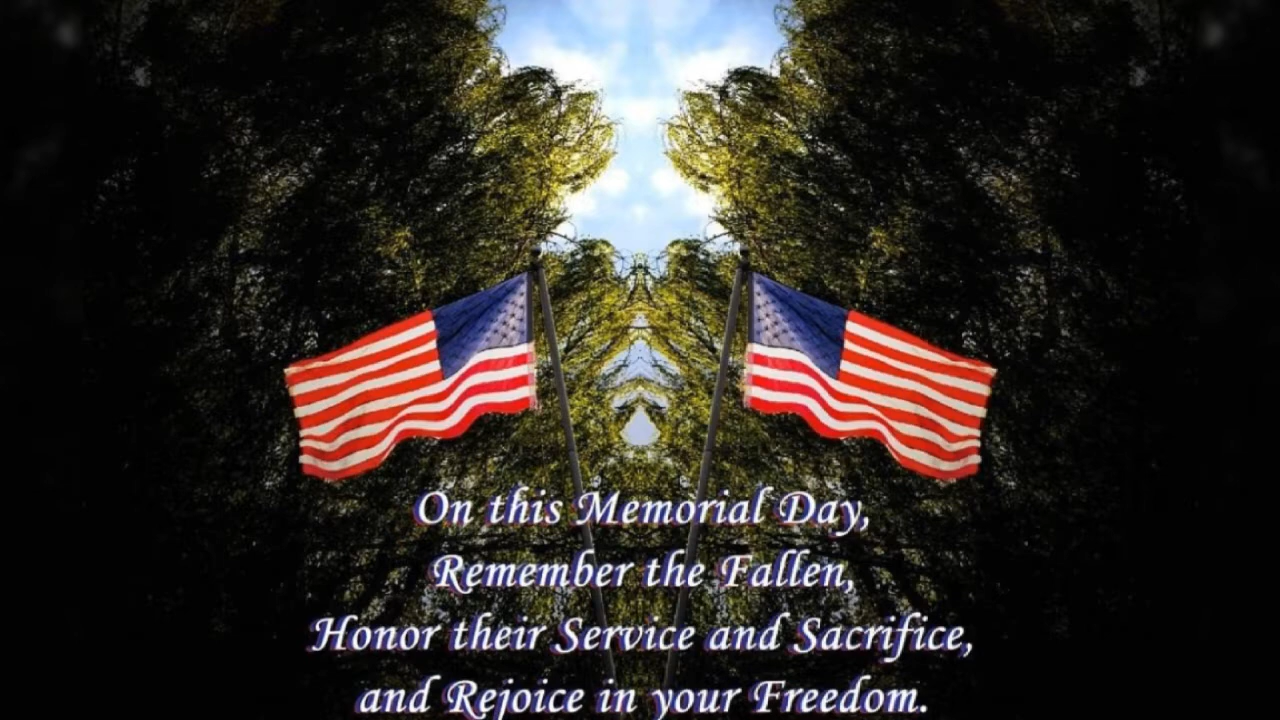 On this Memorial Day,
Remember the Fallen,
Honor their Service and Sacrifice,
and Rejoice in your Freedom.